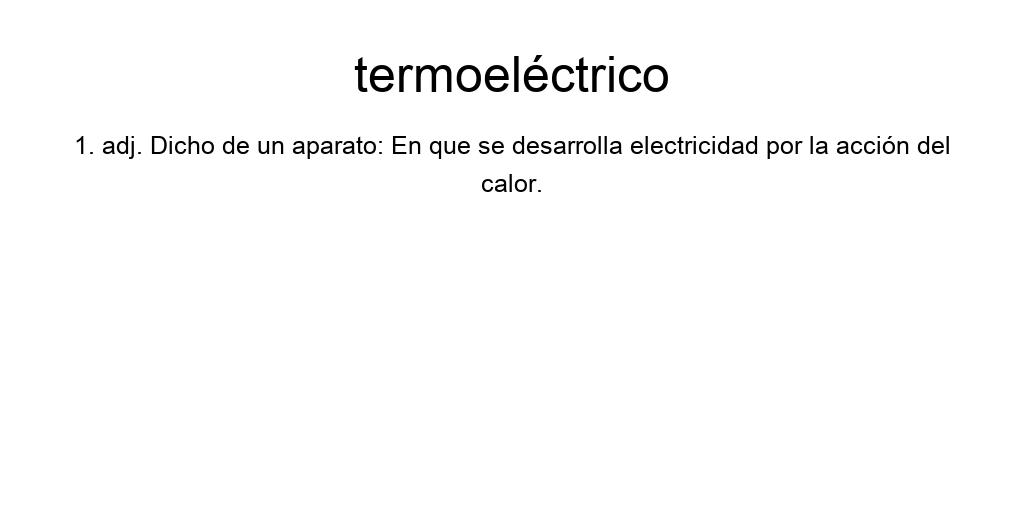 termoeléctrico
1. adj. Dicho de un aparato: En que se desarrolla electricidad por la acción del
calor.